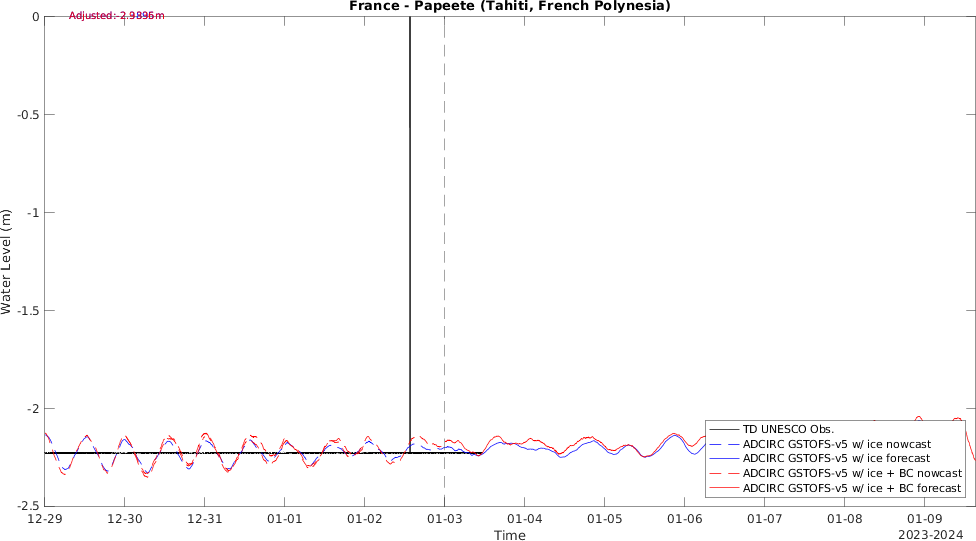 France - Papeete (Tahiti, French Polynesia)
0
-0.5
-1
-1.5
-2
-2.5
Water Level (m)
TD UNESCO Obs.
ADCIRC GSTOFS-v5 w/ ice nowcast
ADCIRC GSTOFS-v5 w/ ice forecast
ADCIRC GSTOFS-v5 w/ ice + BC nowcast
ADCIRC GSTOFS-v5 w/ ice + BC forecast
12-29 12-30 12-31 01-01 01-02 01-03 01-04 01-05 01-06 01-07 01-08 01-09
Time
2023-2024
Adjusted: